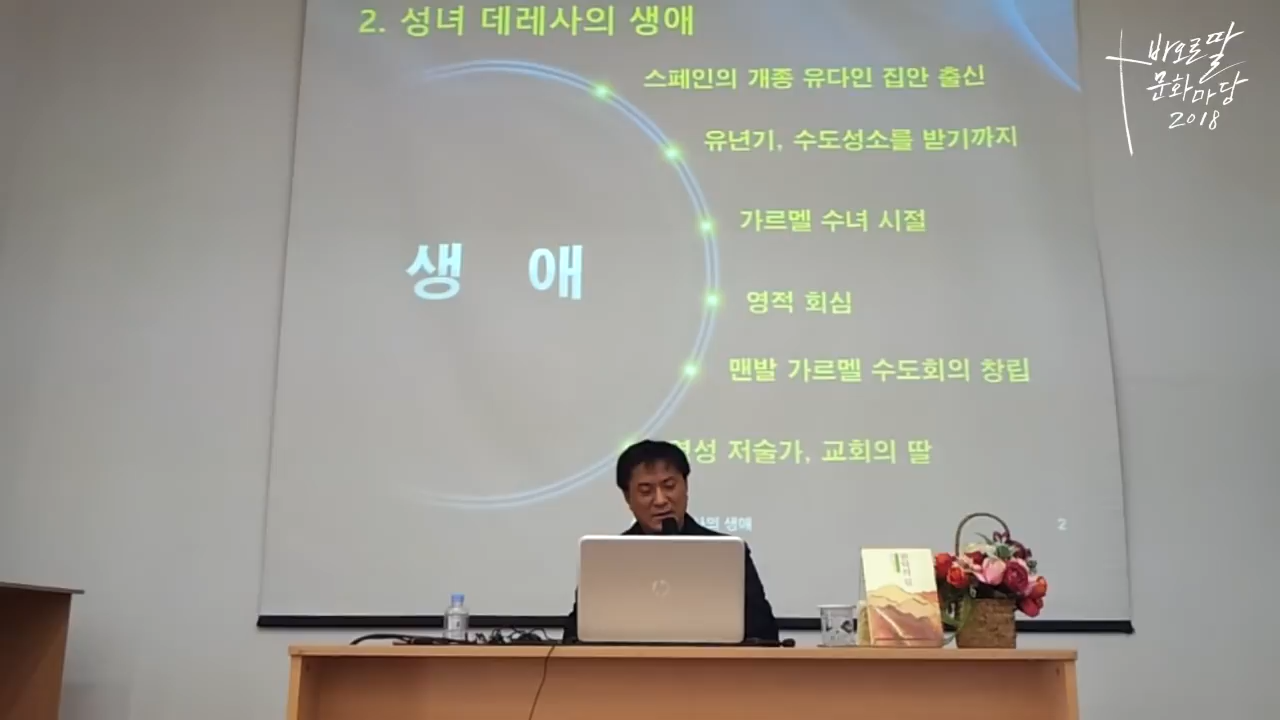 2. 성녀 데레사의 생애
스페인의 개종 유다인 집안 출신
유년기, 수도성소를 받기까지
가르멜 수녀 시절
생 애
영적 회심
맨발 가르멜 수도회의 창립
영성 저술가, 교회의 딸
생애
2
바오로딸
문화마당
2018
hp